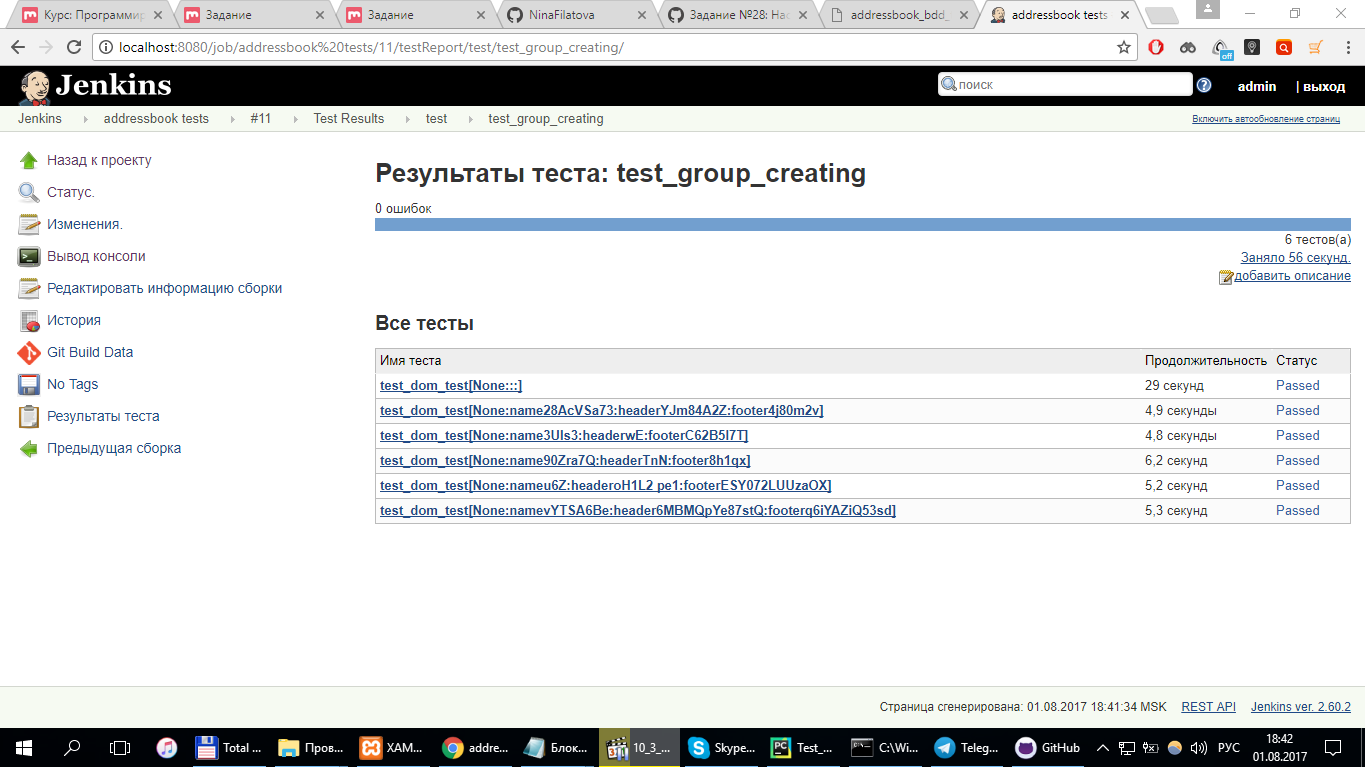 Курс: Программир
Задание
Задание
NinaFilatova
Задание №28: Нас
addressbook_bdd_
addressbook tests
localhost:8080/job/addressbook%20tests/11/testReport/test/test_group_creating/
off
Jenkins
поиск
admin
| выход
Jenkins
addressbook tests
#11
Test Results
test
test_group_creating
Включить автообновление страниц
Назад к проекту
Статус.
Изменения.
Вывод консоли
Редактировать информацию сборки
История
Git Build Data
No Tags
Результаты теста
Предыдущая сборка
Результаты теста: test_group_creating
0 ошибок
6 тестов(а)
Заняло 56 секунд.
добавить описание
Все тесты
Имя теста Продолжительность Статус
test_dom_test[None:::] 29 секунд Passed
test_dom_test[None:name28AcVSa73:headerYJm84A2Z:footer4j80m2v] 4,9 секунды Passed
test_dom_test[None:name3UIs3:headerwE:footerC62B5I7T] 4,8 секунды Passed
test_dom_test[None:name90Zra7Q:headerTnN:footer8h1qx] 6,2 секунд Passed
test_dom_test[None:nameu6Z:headeroH1L2 pe1:footerESY072LUUzaOX] 5,2 секунд Passed
test_dom_test[None:namevYTSA6Be:header6MBMQpYe87stQ:footerq6iYAZiQ53sd] 5,3 секунд Passed
Страница сгенерирована: 01.08.2017 18:41:34 MSK
REST API
Jenkins ver. 2.60.2
Total ...
Пров...
XAM...
addre...
Блок...
10_3_...
Skype...
Test_...
C:\Wi...
Teleg...
GitHub
РУС
18:42
01.08.2017